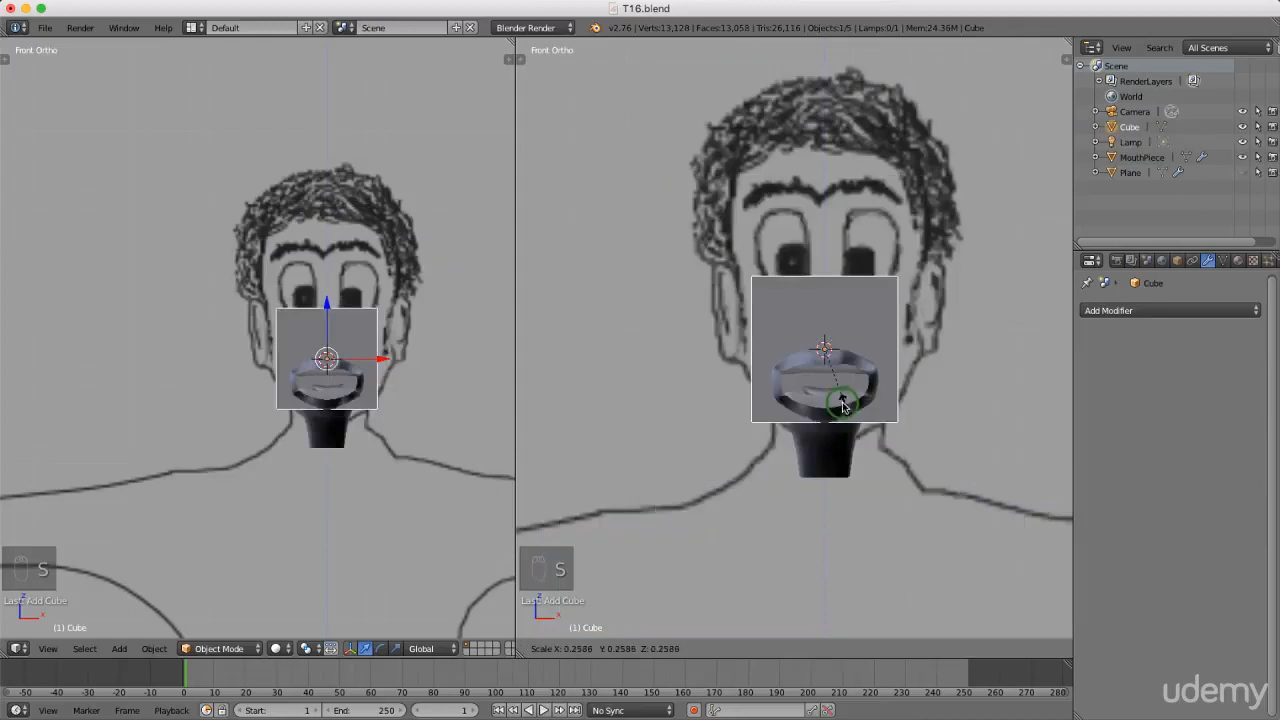 T16.blend
File Render Window Help Default Scene Blender Render v2.76 | Verts:13,128 | Faces:13,058 | Tris:26,116 | Objects:1/5 | Lamps:0/1 | Mem:24.36M | Cube
Front Ortho
Front Ortho
View Search All Scenes
Scene
RenderLayers
World
Camera
Cube
Lamp
MouthPiece
Plane
Cube
Add Modifier
S
S
Last: Add Cube
Last: Add Cube
z
x
z
x
(1) Cube
(1) Cube
View Select Add Object Object Mode Global
Scale X: 0.2586 Y: 0.2586 Z: 0.2586
-50 -40 -30 -20 -10 0 10 20 30 40 50 60 70 80 90 100 110 120 130 140 150 160 170 180 190 200 210 220 230 240 250 260 270 280
View Marker Frame Playback Start: 1 End: 250 1 No Sync
udemy